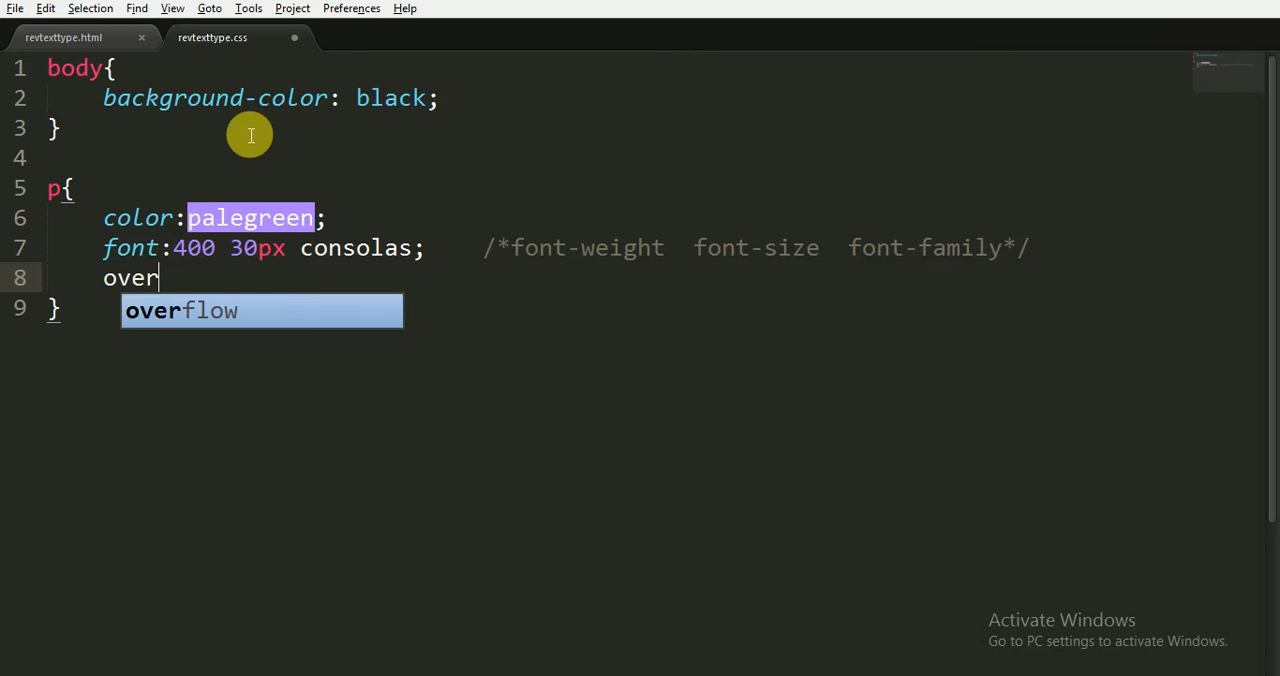 File Edit Selection Find View Goto Tools Project Preferences Help
revtexttype.html × revtexttype.css
1 body{
2 background-color: black;
3 }
4
5 p{
6 color:palegreen;
7 font:400 30px consolas; /*font-weight font-size font-family*/
8 over
9 }
overflow
Activate Windows
Go to PC settings to activate Windows.